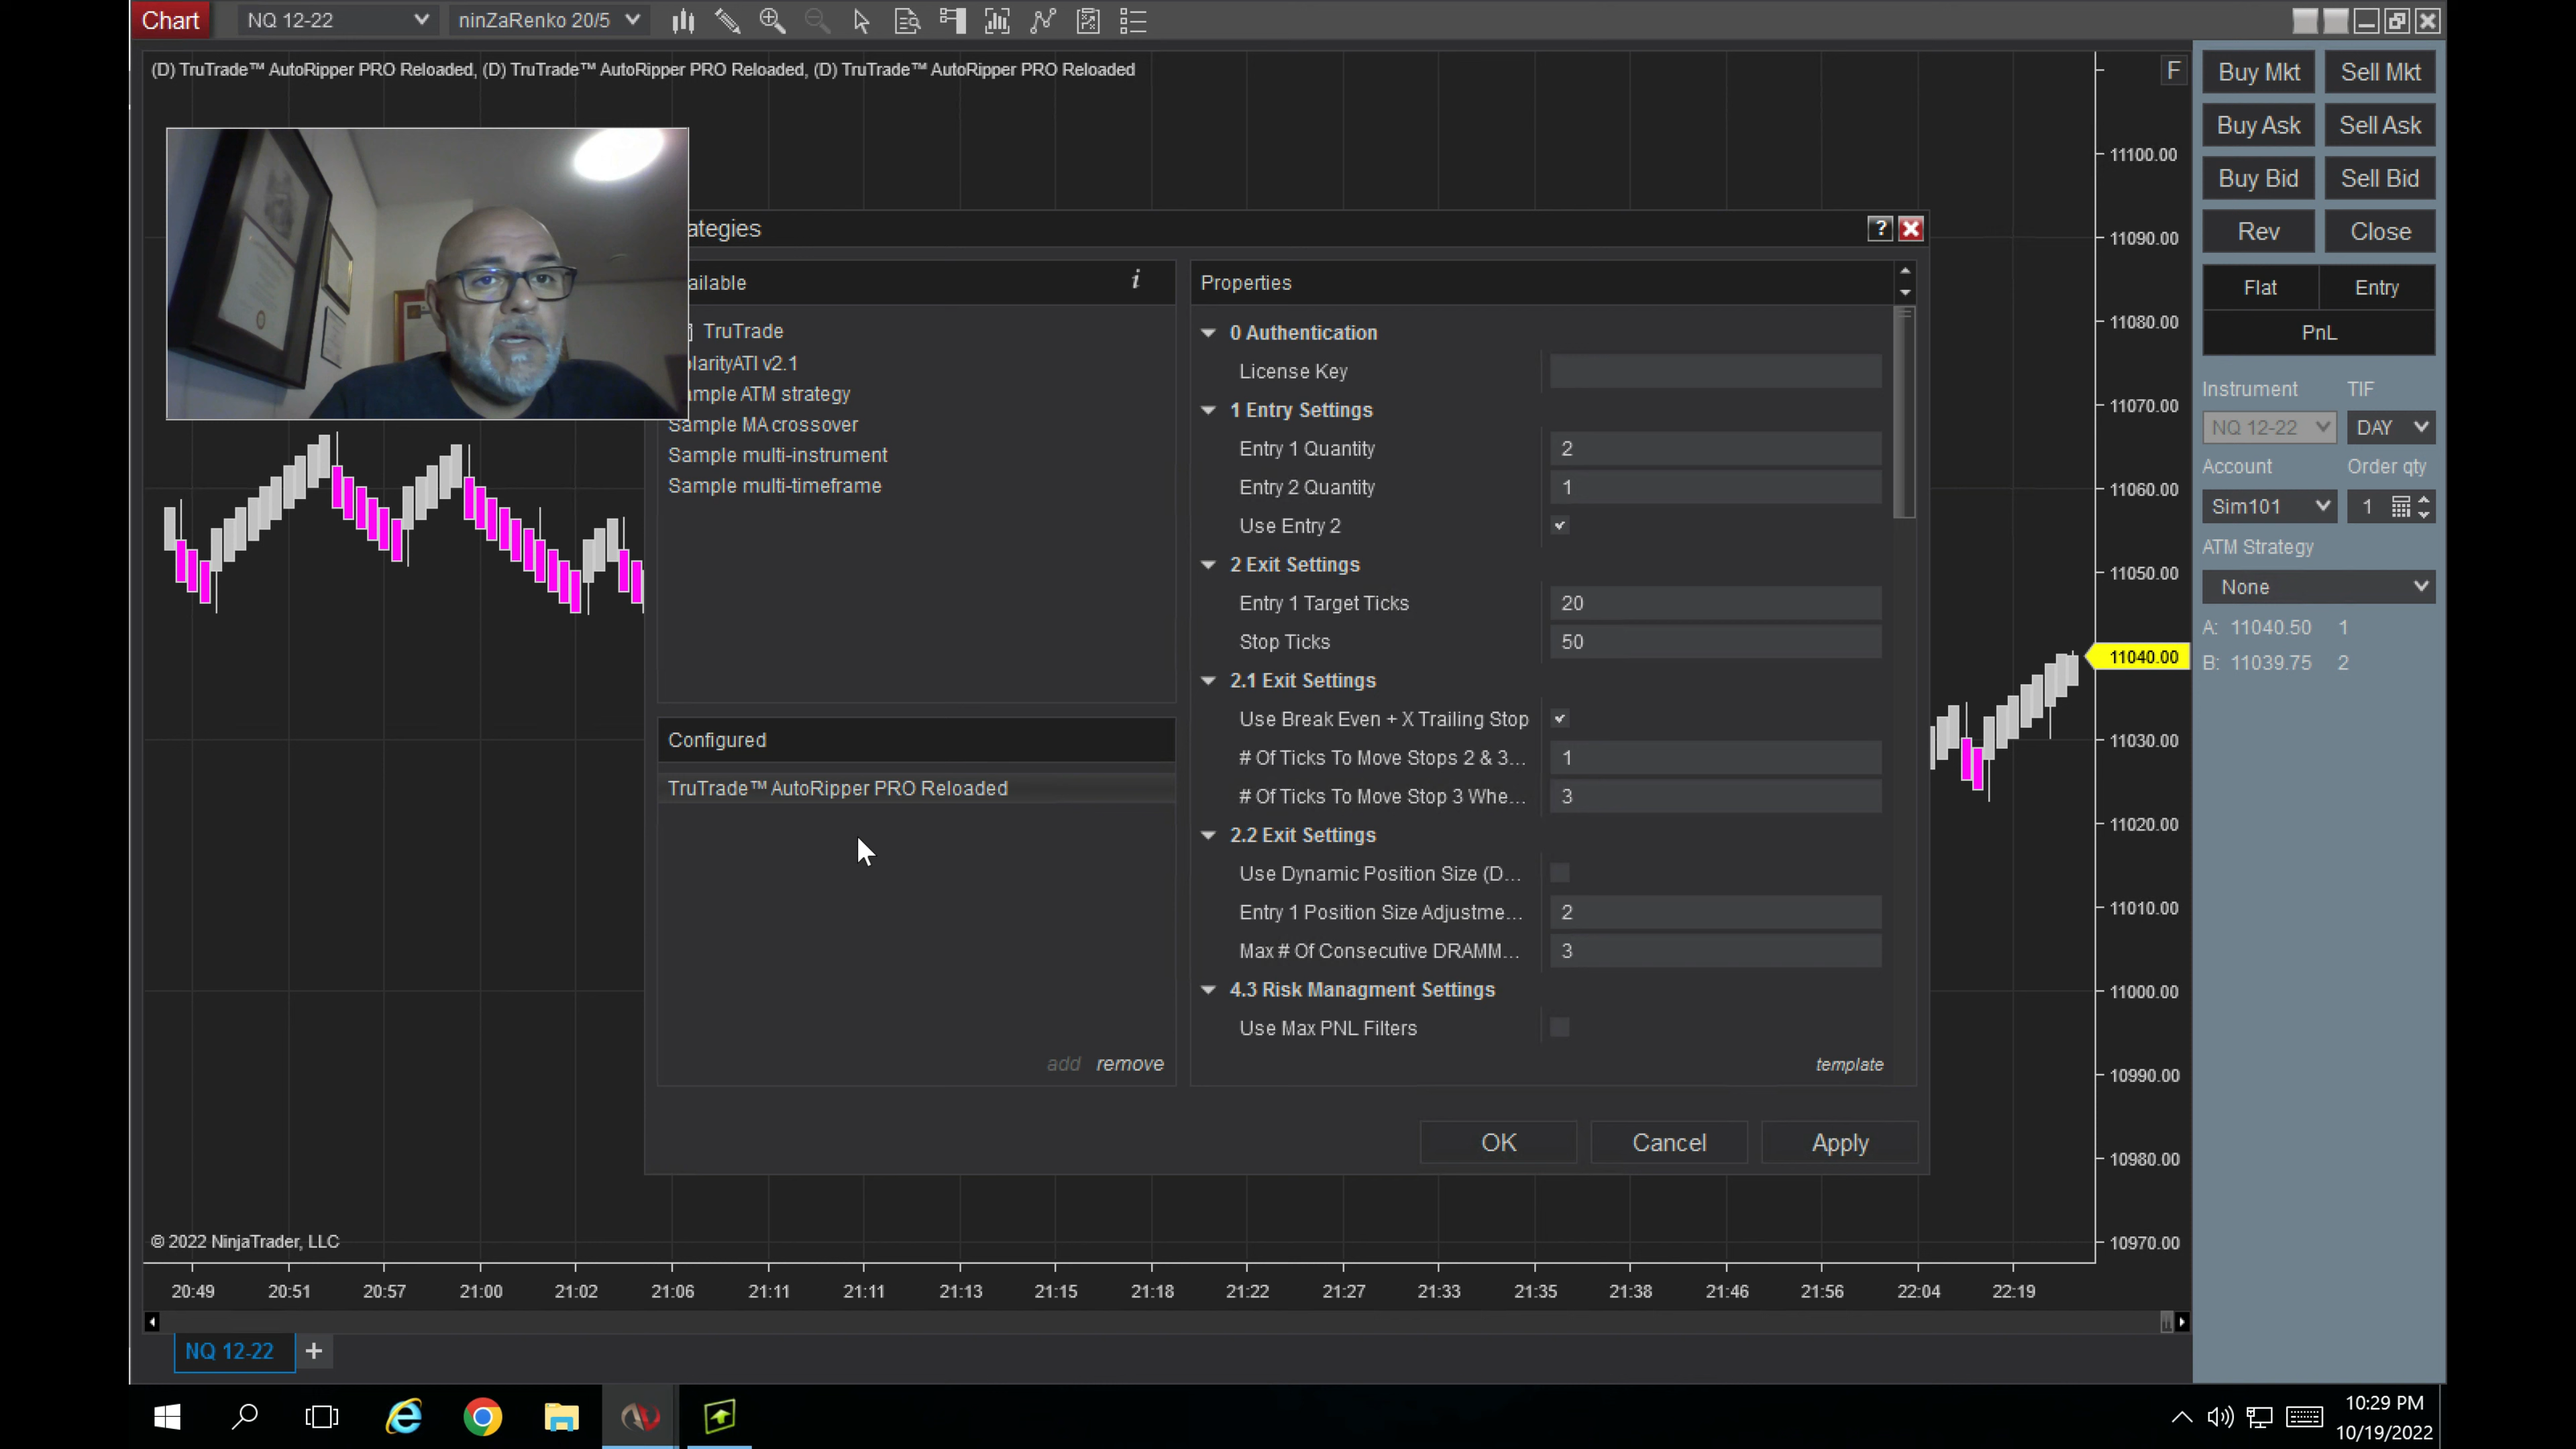 Chart
NQ 12-22
ninZaRenko 20/5
(D) TruTrade™ AutoRipper PRO Reloaded, (D) TruTrade™ AutoRipper PRO Reloaded, (D) TruTrade™ AutoRipper PRO Reloaded
F
ategies
?
ailable
i
TruTrade
larityATI v2.1
mple ATM strategy
Sample MA crossover
Sample multi-instrument
Sample multi-timeframe
Configured
TruTrade™ AutoRipper PRO Reloaded
add remove
Properties
0 Authentication
License Key
1 Entry Settings
Entry 1 Quantity 2
Entry 2 Quantity 1
Use Entry 2
2 Exit Settings
Entry 1 Target Ticks 20
Stop Ticks 50
2.1 Exit Settings
Use Break Even + X Trailing Stop
# Of Ticks To Move Stops 2 & 3... 1
# Of Ticks To Move Stop 3 Whe... 3
2.2 Exit Settings
Use Dynamic Position Size (D...
Entry 1 Position Size Adjustme... 2
Max # Of Consecutive DRAMM... 3
4.3 Risk Managment Settings
Use Max PNL Filters
template
OK Cancel Apply
11100.00
11090.00
11080.00
11070.00
11060.00
11050.00
11040.00
11030.00
11020.00
11010.00
11000.00
10990.00
10980.00
10970.00
Buy Mkt Sell Mkt
Buy Ask Sell Ask
Buy Bid Sell Bid
Rev Close
Flat Entry
PnL
Instrument TIF
NQ 12-22 DAY
Account Order qty
Sim101 1
ATM Strategy
None
A: 11040.50 1
B: 11039.75 2
© 2022 NinjaTrader, LLC
20:49 20:51 20:57 21:00 21:02 21:06 21:11 21:11 21:13 21:15 21:18 21:22 21:27 21:33 21:35 21:38 21:46 21:56 22:04 22:19
NQ 12-22 +
10:29 PM
10/19/2022